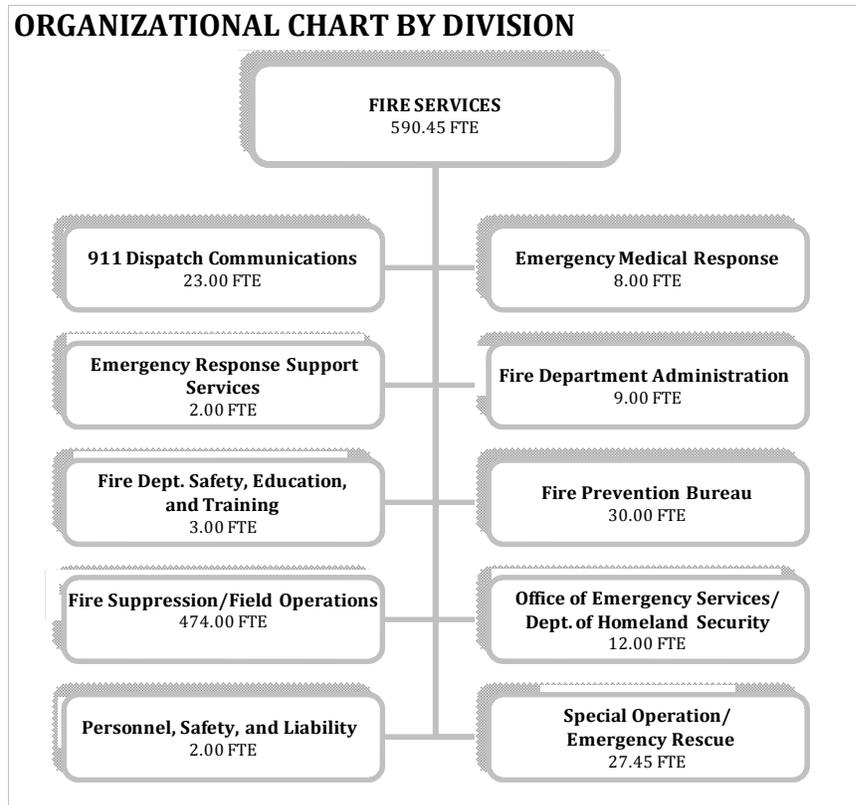 ORGANIZATIONAL CHART BY DIVISION
FIRE SERVICES
590.45 FTE
911 Dispatch Communications
23.00 FTE
Emergency Medical Response
8.00 FTE
Emergency Response Support
Services
2.00 FTE
Fire Department Administration
9.00 FTE
Fire Dept. Safety, Education,
and Training
3.00 FTE
Fire Prevention Bureau
30.00 FTE
Fire Suppression/Field Operations
474.00 FTE
Office of Emergency Services/
Dept. of Homeland Security
12.00 FTE
Personnel, Safety, and Liability
2.00 FTE
Special Operation/
Emergency Rescue
27.45 FTE